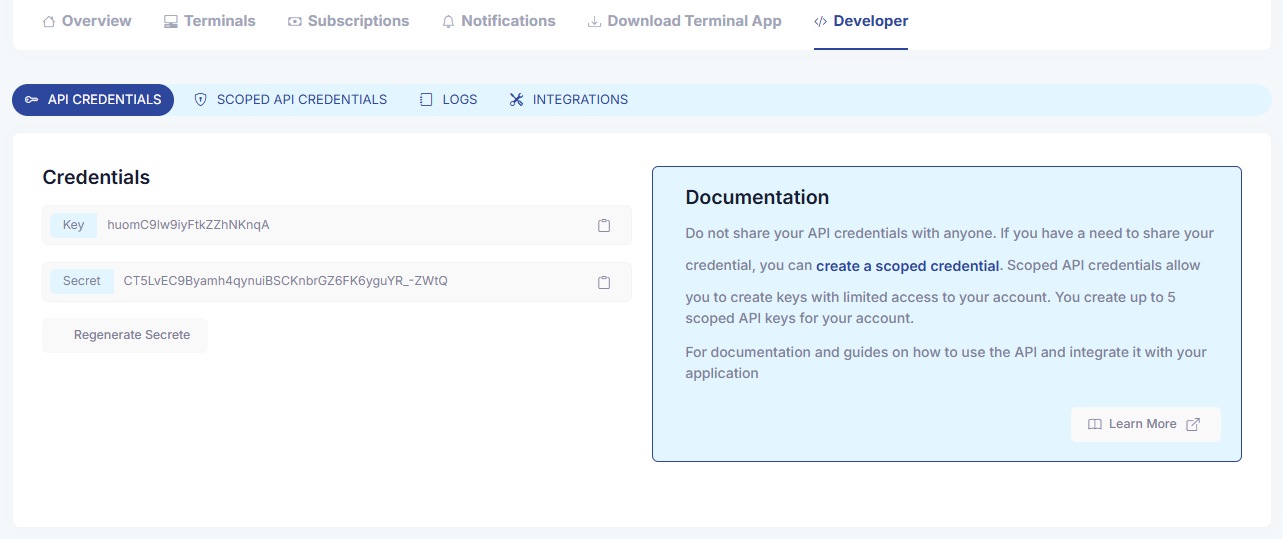 Overview Terminals Subscriptions Notifications Download Terminal App Developer
API CREDENTIALS SCOPED API CREDENTIALS LOGS INTEGRATIONS
Credentials
Key huomC9lw9iyFtkZZhNKnqA
Secret CT5LvEC9Byamh4qynuiBSCKnbrGZ6FK6yguYR_-ZWtQ
Regenerate Secrete
Documentation
Do not share your API credentials with anyone. If you have a need to share your
credential, you can create a scoped credential. Scoped API credentials allow
you to create keys with limited access to your account. You create up to 5
scoped API keys for your account.
For documentation and guides on how to use the API and integrate it with your
application
Learn More